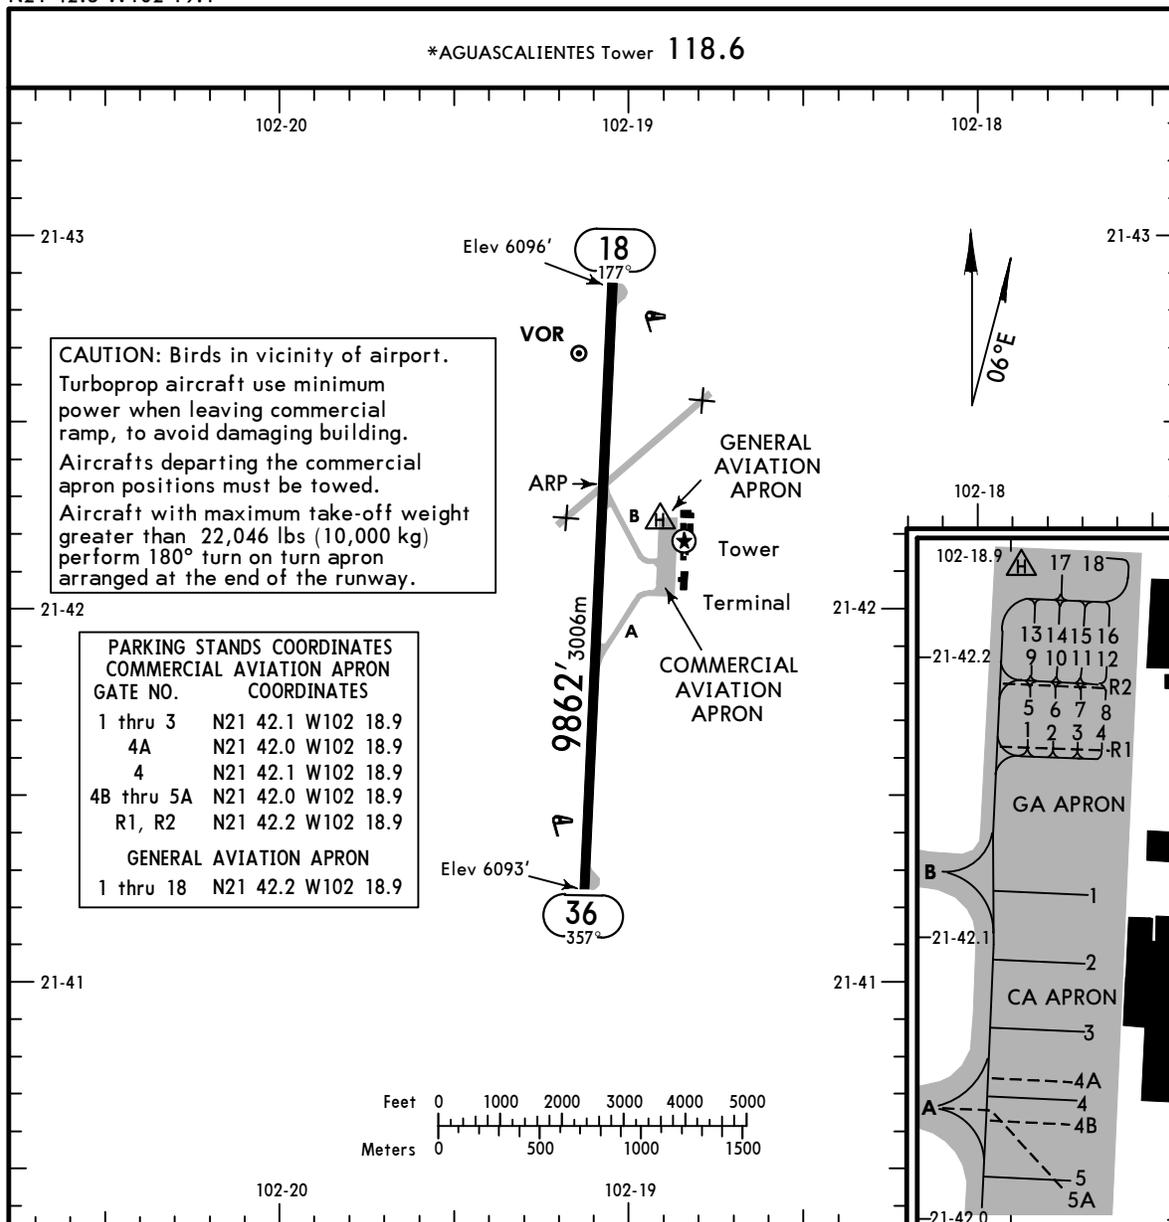 *AGUASCALIENTES Tower 118.6
102-20
102-19
102-18
21-43
21-43
Elev 6096'
18
177°
VOR
06°E
CAUTION: Birds in vicinity of airport.
Turboprop aircraft use minimum
power when leaving commercial
ramp, to avoid damaging building.
Aircrafts departing the commercial
apron positions must be towed.
Aircraft with maximum take-off weight
greater than 22,046 lbs (10,000 kg)
perform 180° turn on turn apron
arranged at the end of the runway.
GENERAL
AVIATION
APRON
ARP
B
H
Tower
Terminal
A
21-42
9862' 3006m
COMMERCIAL
AVIATION
APRON
PARKING STANDS COORDINATES
COMMERCIAL AVIATION APRON
GATE NO. COORDINATES
1 thru 3 N21 42.1 W102 18.9
4A N21 42.0 W102 18.9
4 N21 42.1 W102 18.9
4B thru 5A N21 42.0 W102 18.9
R1, R2 N21 42.2 W102 18.9
GENERAL AVIATION APRON
1 thru 18 N21 42.2 W102 18.9
Elev 6093'
36
357°
21-41
21-41
Feet 0 1000 2000 3000 4000 5000
Meters 0 500 1000 1500
102-20
102-19
102-18
102-18.9 H 17 18
13 14 15 16
21-42.2
9 10 11 12
R2
5 6 7 8
1 2 3 4
R1
GA APRON
B
1
21-42.1
2
CA APRON
3
4A
A
4
4B
5
5A
21-42.0